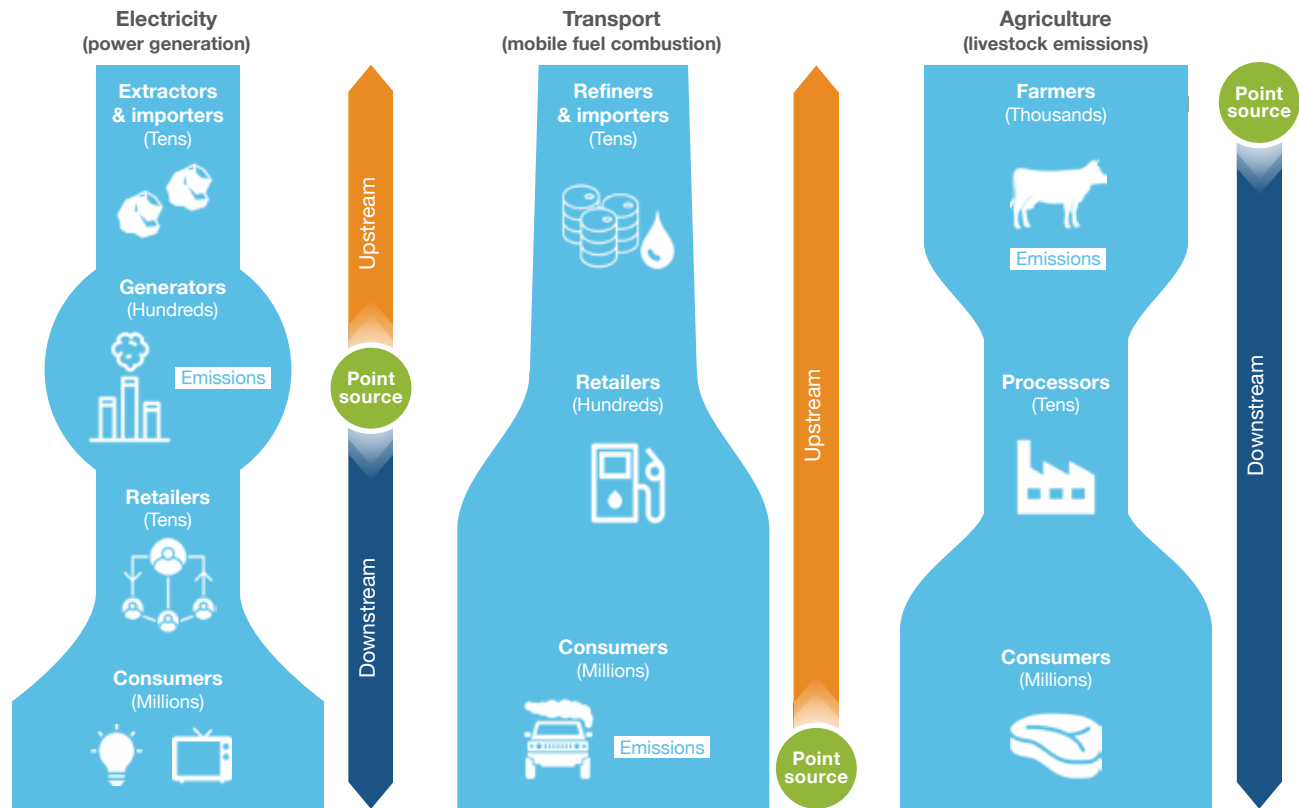 Electricity
(power generation)
Extractors
& importers
(Tens)
Generators
(Hundreds)
Emissions
Retailers
(Tens)
Consumers
(Millions)
Upstream
Point
source
Downstream
Transport
(mobile fuel combustion)
Refiners
& importers
(Tens)
Retailers
(Hundreds)
Consumers
(Millions)
Emissions
Upstream
Point
source
Agriculture
(livestock emissions)
Farmers
(Thousands)
Emissions
Processors
(Tens)
Consumers
(Millions)
Point
source
Downstream